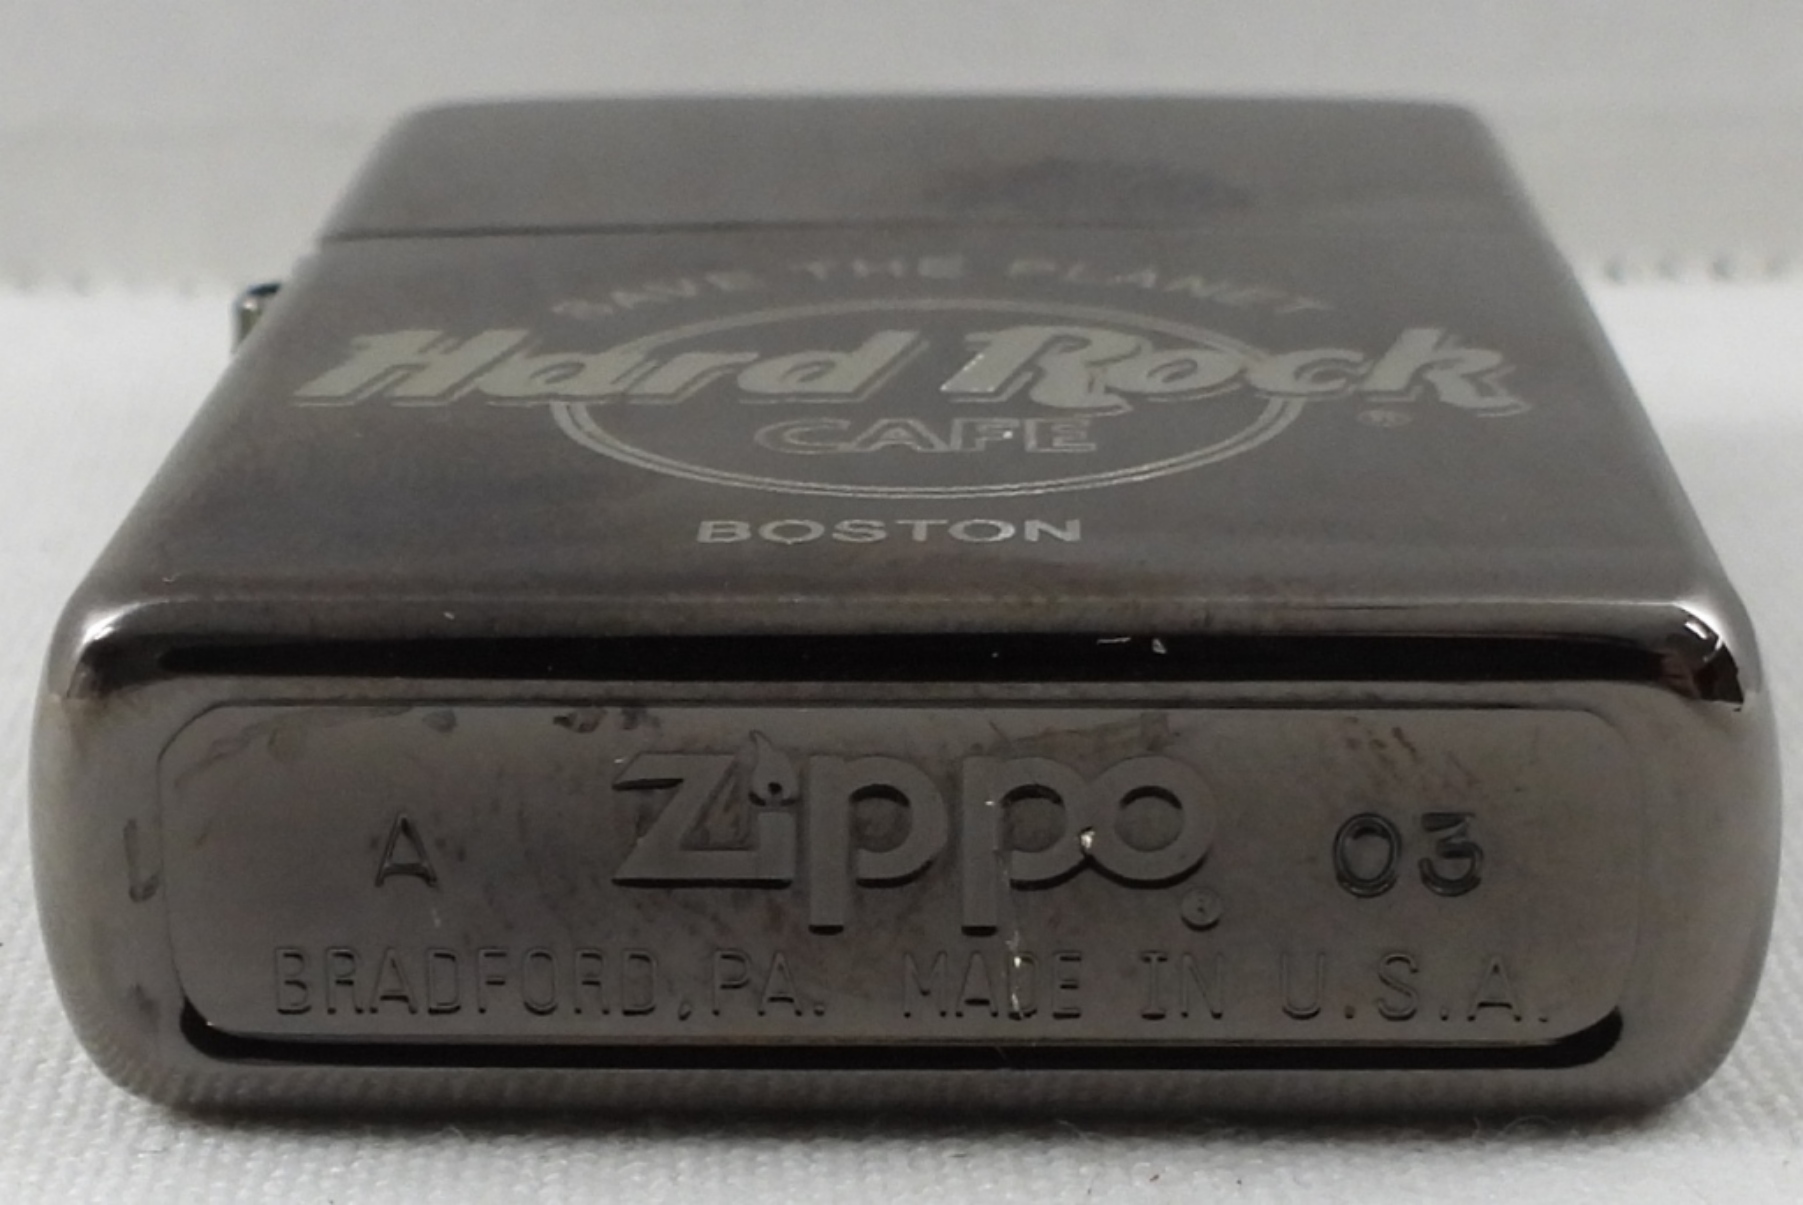 SAVE THE PLANET
Hard Rock ®
CAFE
BOSTON
A Zippo ® 03
BRADFORD, PA. MADE IN U.S.A.